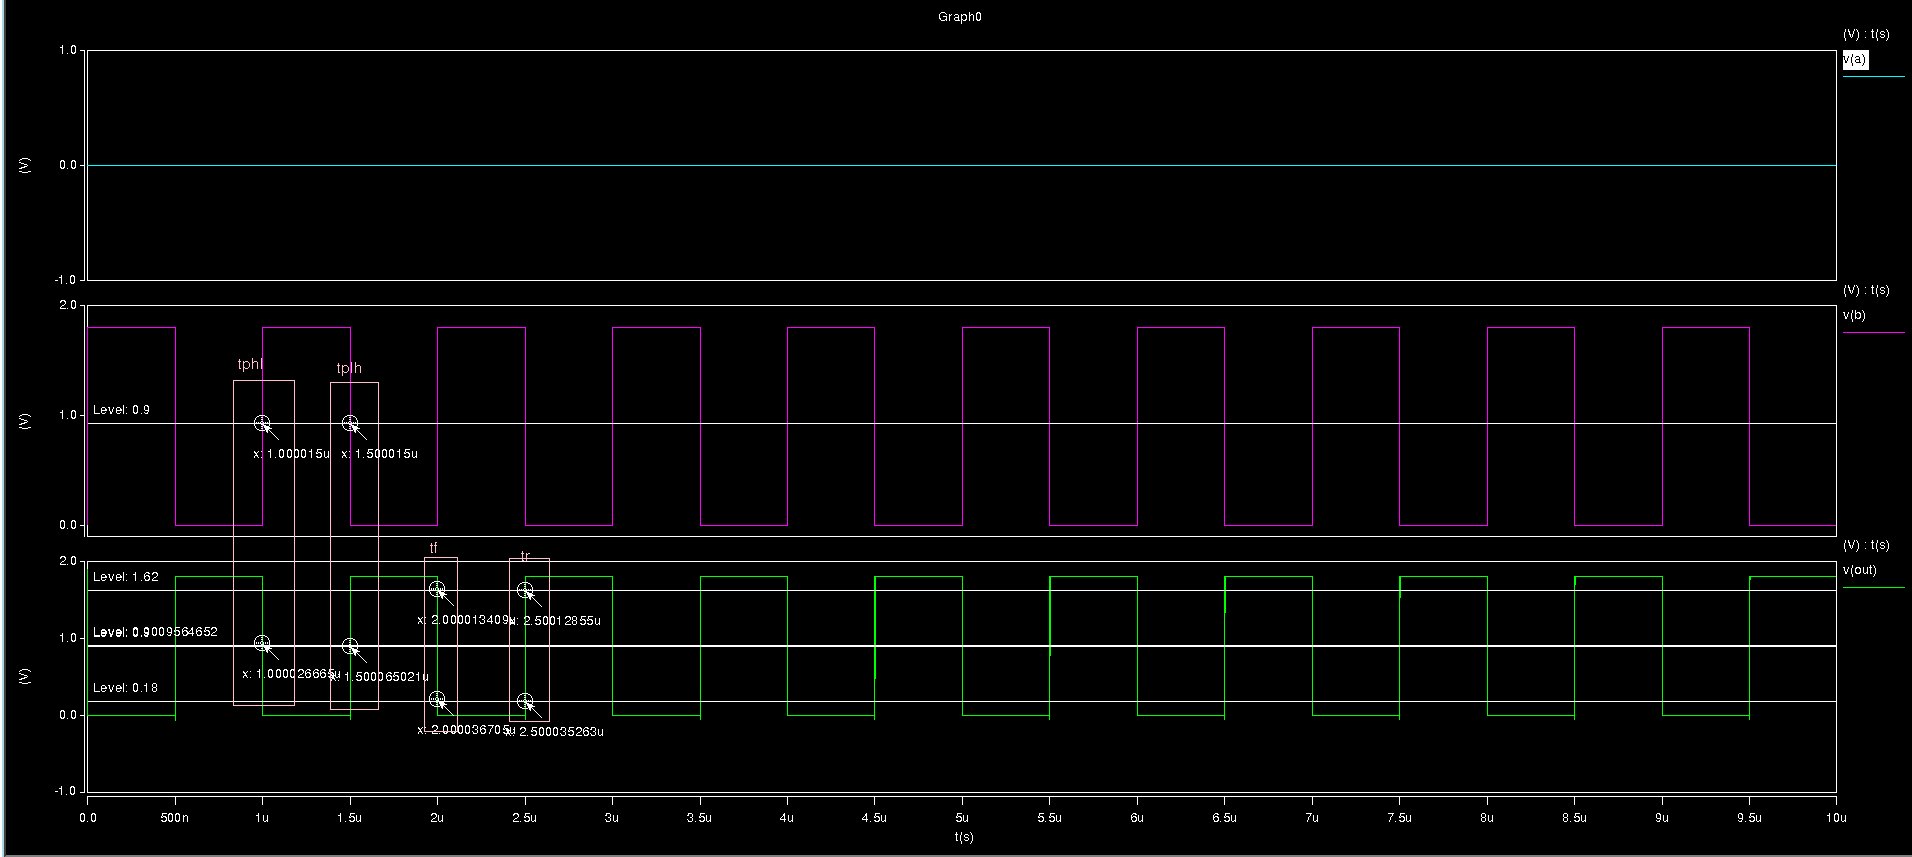 Graph0
(V) : t(s)
v(a)
1.0
(V)
0.0
-1.0
(V) : t(s)
v(b)
2.0
tphl
tplh
Level: 0.9
1.0
(V)
x: 1.000015u
x: 1.500015u
0.0
(V) : t(s)
v(out)
tf
tr
2.0
Level: 1.62
x: 2.000013409u
x: 2.50012855u
1.0
(V)
x: 1.000026665u
x: 1.500065021u
Level: 0.18
0.0
x: 2.000036705u
x: 2.500035263u
-1.0
0.0 500n 1u 1.5u 2u 2.5u 3u 3.5u 4u 4.5u 5u 5.5u 6u 6.5u 7u 7.5u 8u 8.5u 9u 9.5u 10u
t(s)